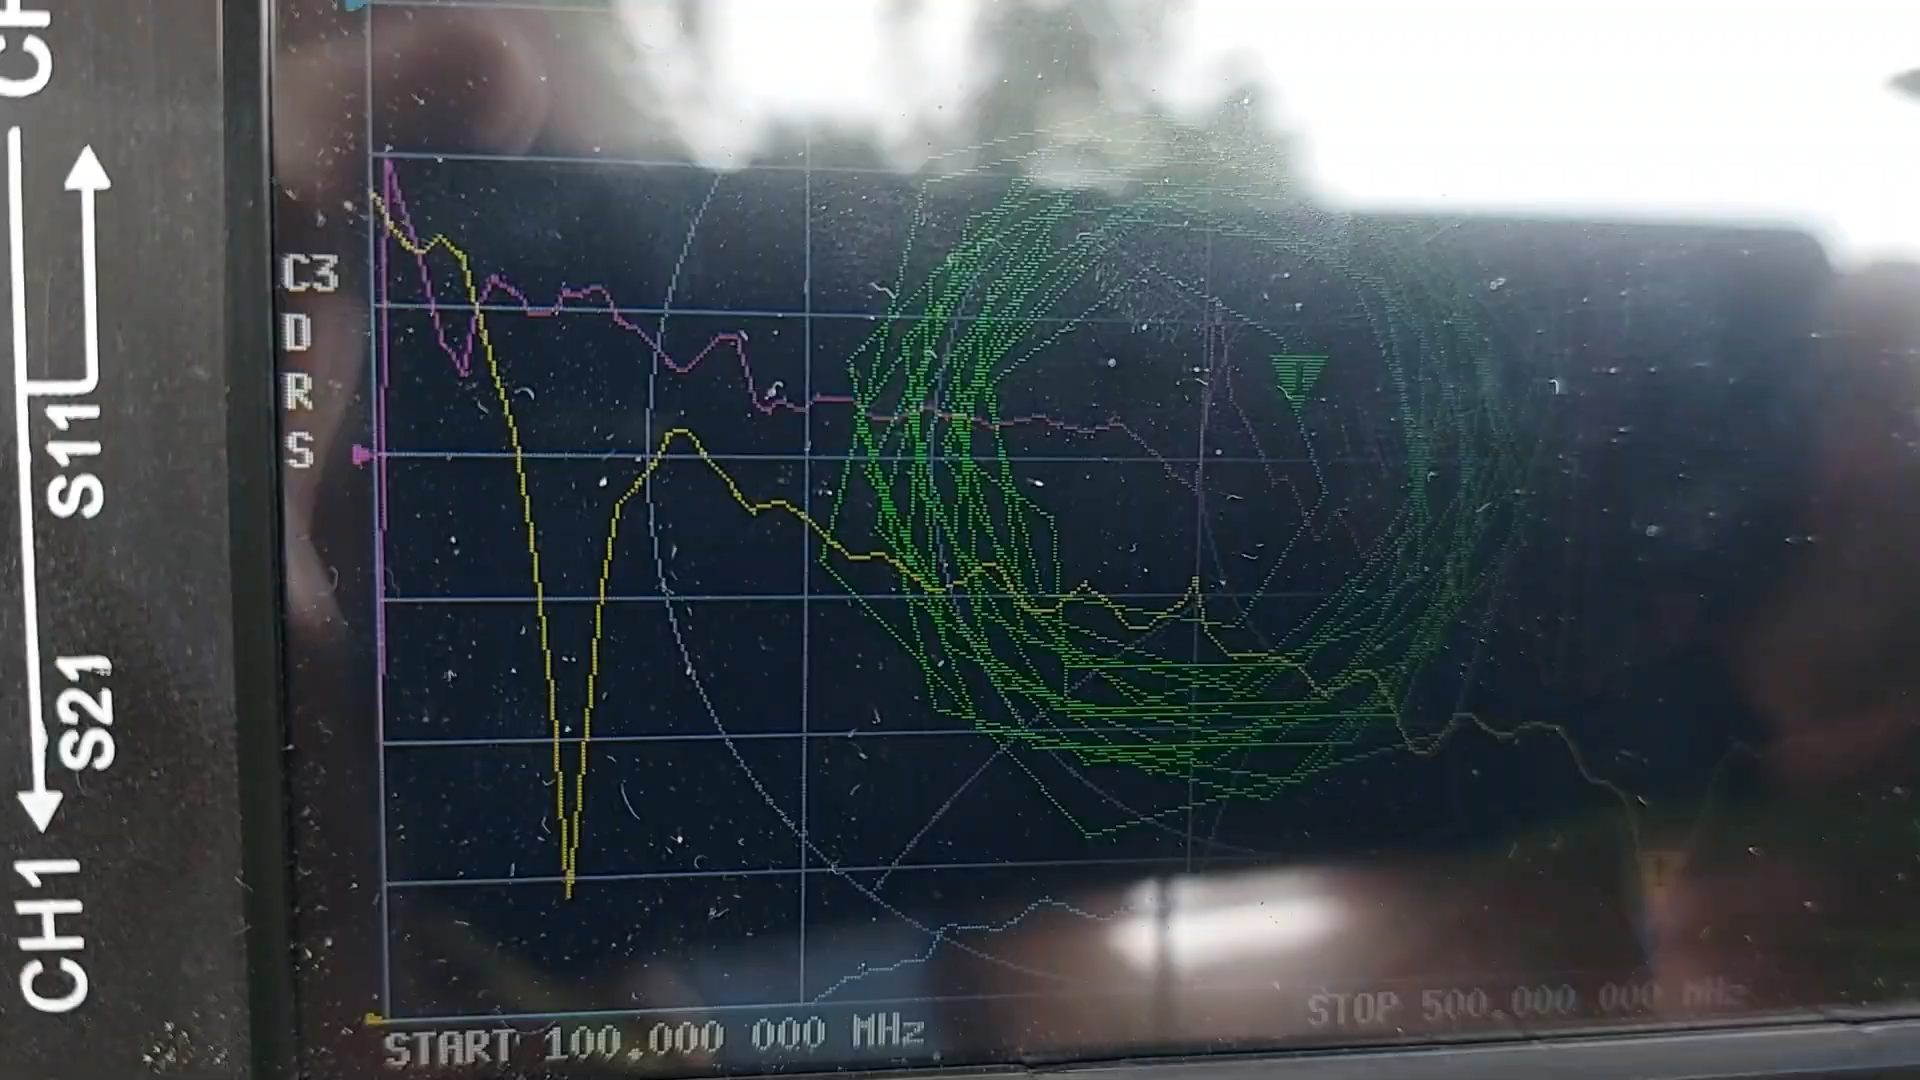 CH
S11
S21
CH1
C3
D
R
S
START 100.000 000 MHz
STOP 500.000 000 MHz